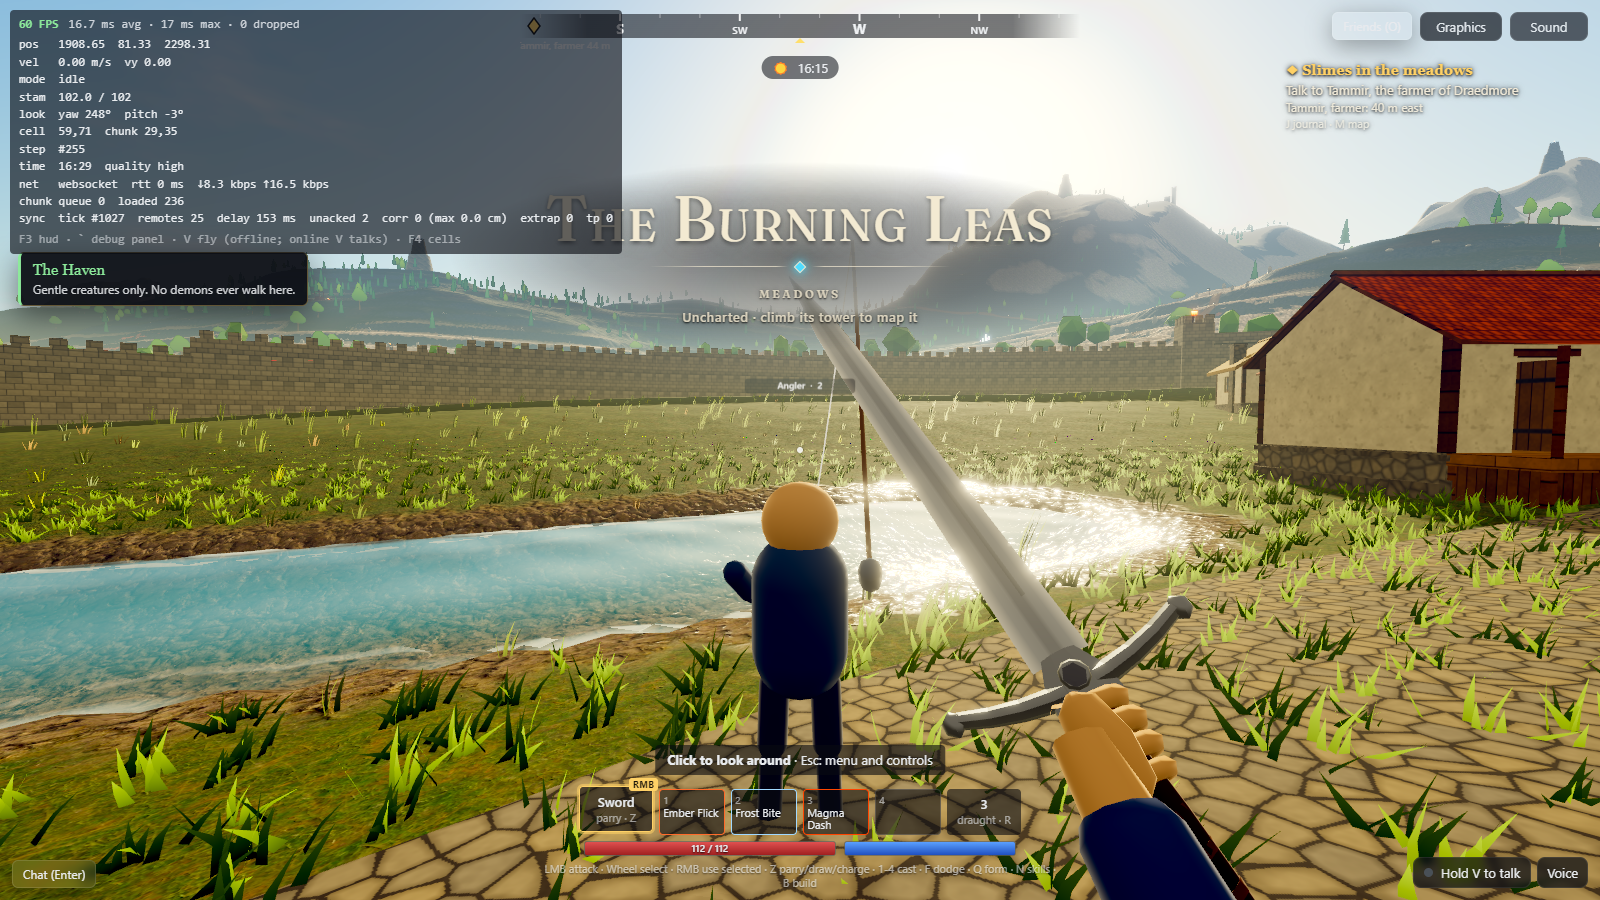 60 FPS 16.7 ms avg · 17 ms max · 0 dropped
pos 1908.65 81.33 2298.31
vel 0.00 m/s vy 0.00
mode idle
stam 102.0 / 102
look yaw 248° pitch -3°
cell 59,71 chunk 29,35
step #255
time 16:29 quality high
net websocket rtt 0 ms ↓8.3 kbps ↑16.5 kbps
chunk queue 0 loaded 236
sync tick #1027 remotes 25 delay 153 ms unacked 2 corr 0 (max 0.0 cm) extrap 0 tp 0
F3 hud · ` debug panel · V fly (offline; online V talks) · F4 cells
The Haven
Gentle creatures only. No demons ever walk here.
S SW W NW
Tammir, farmer 44 m
16:15
Friends (O) Graphics Sound
Slimes in the meadows
Talk to Tammir, the farmer of Draedmore
Tammir, farmer: 40 m east
J journal · M map
The Burning Leas
MEADOWS
Uncharted · climb its tower to map it
Angler · 2
Click to look around · Esc: menu and controls
RMB
Sword
parry · Z
1
Ember Flick
2
Frost Bite
3
Magma Dash
4
3
draught · R
112 / 112
LMB attack · Wheel select · RMB use selected · Z parry/draw/charge · 1-4 cast · F dodge · Q form · N skills ·
B build
Chat (Enter)
Hold V to talk Voice